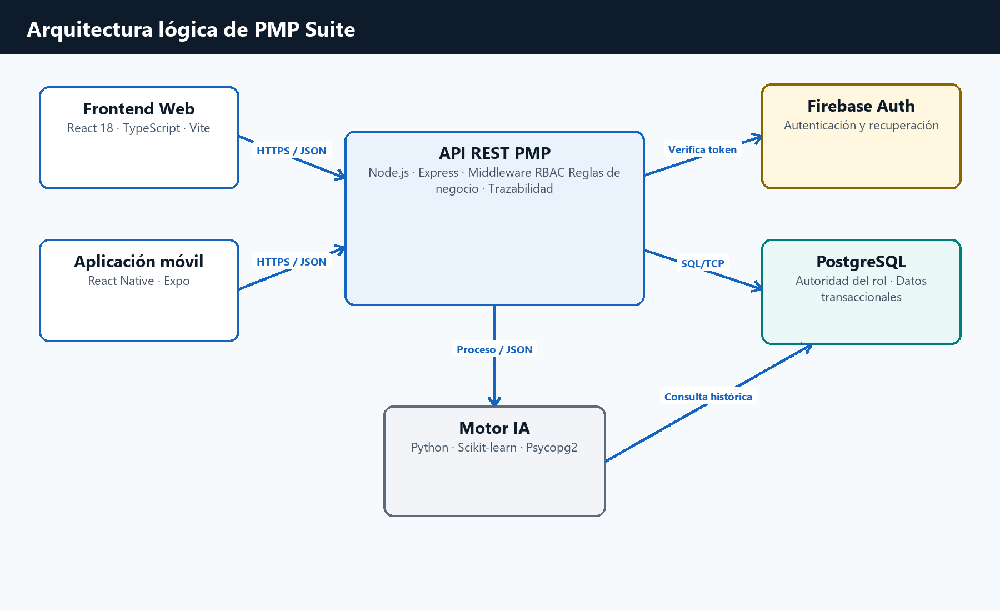 Arquitectura lógica de PMP Suite
Frontend Web
React 18 · TypeScript · Vite
HTTPS / JSON
Aplicación móvil
React Native · Expo
HTTPS / JSON
API REST PMP
Node.js · Express · Middleware RBAC Reglas de
negocio · Trazabilidad
Verifica token
Firebase Auth
Autenticación y recuperación
SQL/TCP
PostgreSQL
Autoridad del rol · Datos
transaccionales
Proceso / JSON
Motor IA
Python · Scikit-learn · Psycopg2
Consulta histórica